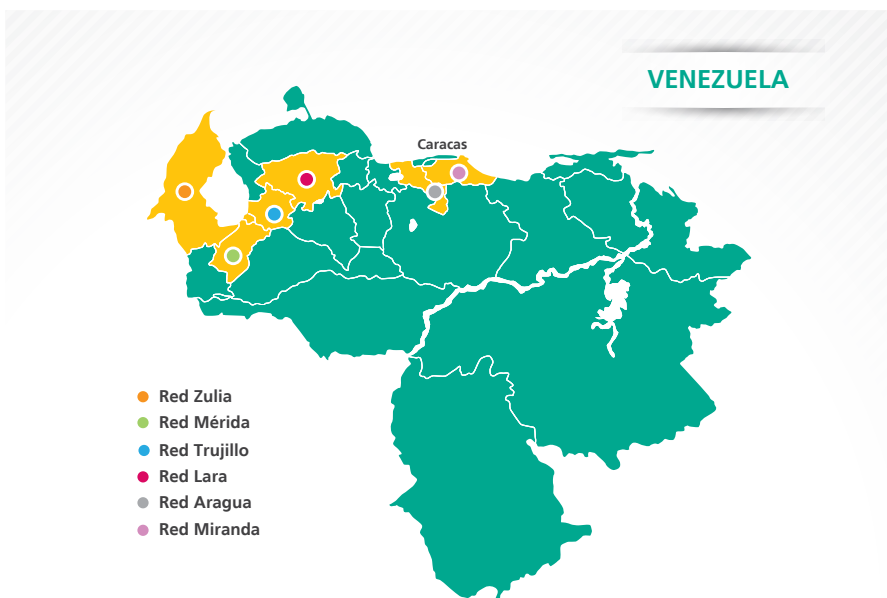 VENEZUELA
Caracas
Red Zulia
Red Mérida
Red Trujillo
Red Lara
Red Aragua
Red Miranda